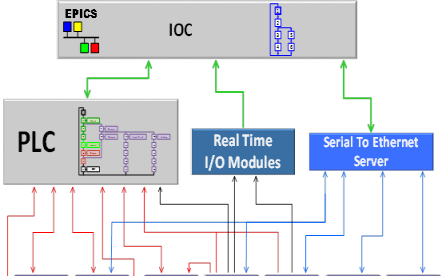 EPICS
IOC
PLC
Real Time
I/O Modules
Serial To Ethernet
Server